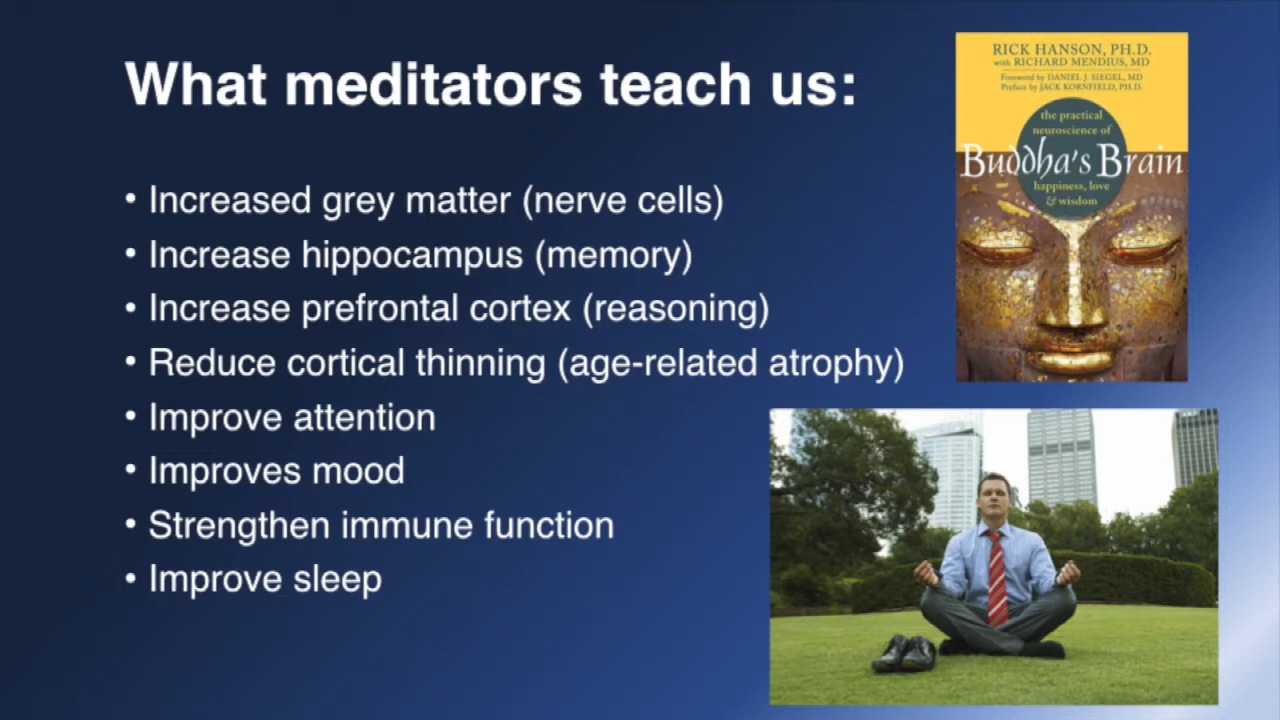 What meditators teach us:
• Increased grey matter (nerve cells)
• Increase hippocampus (memory)
• Increase prefrontal cortex (reasoning)
• Reduce cortical thinning (age-related atrophy)
• Improve attention
• Improves mood
• Strengthen immune function
• Improve sleep
RICK HANSON, PH.D.
with RICHARD MENDIUS, MD
Foreword by DANIEL J. SIEGEL, MD
Preface by JACK KORNFIELD, PH.D.
the practical
neuroscience of
Buddha's Brain
happiness, love
& wisdom